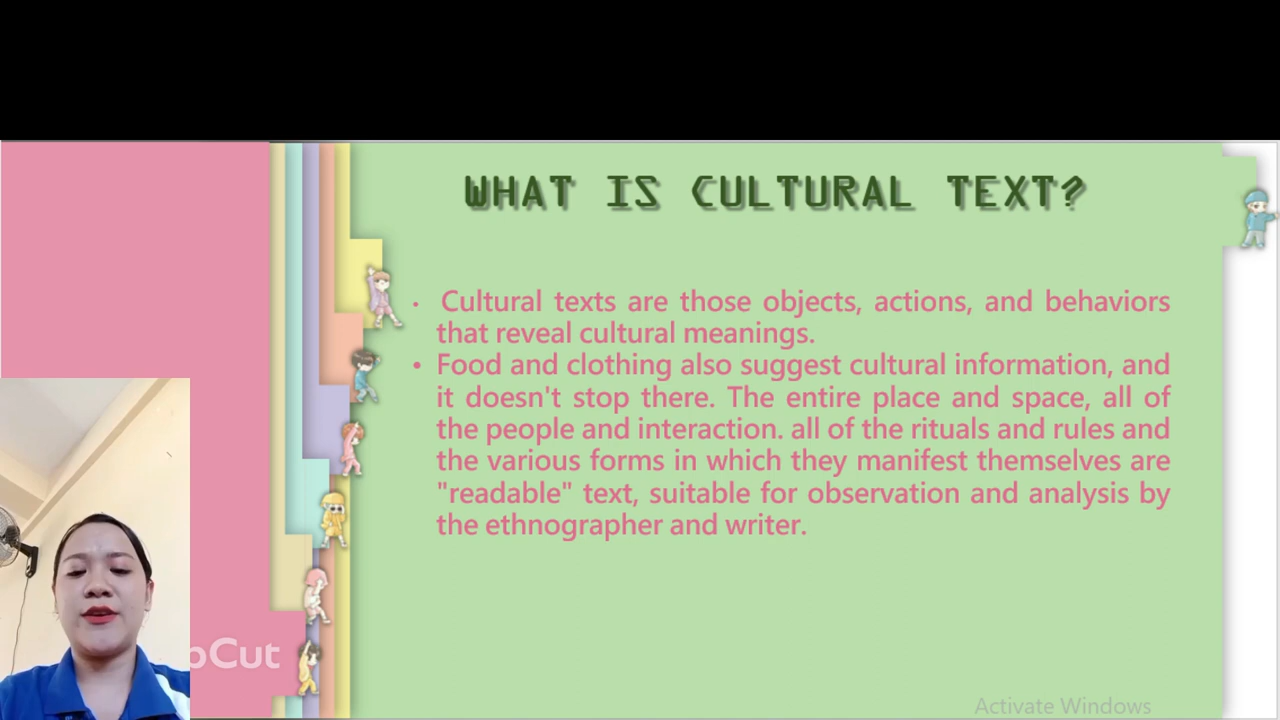 WHAT IS CULTURAL TEXT?
• Cultural texts are those objects, actions, and behaviors
that reveal cultural meanings.
• Food and clothing also suggest cultural information, and
it doesn't stop there. The entire place and space, all of
the people and interaction. all of the rituals and rules and
the various forms in which they manifest themselves are
"readable" text, suitable for observation and analysis by
the ethnographer and writer.
pCut
Activate Windows